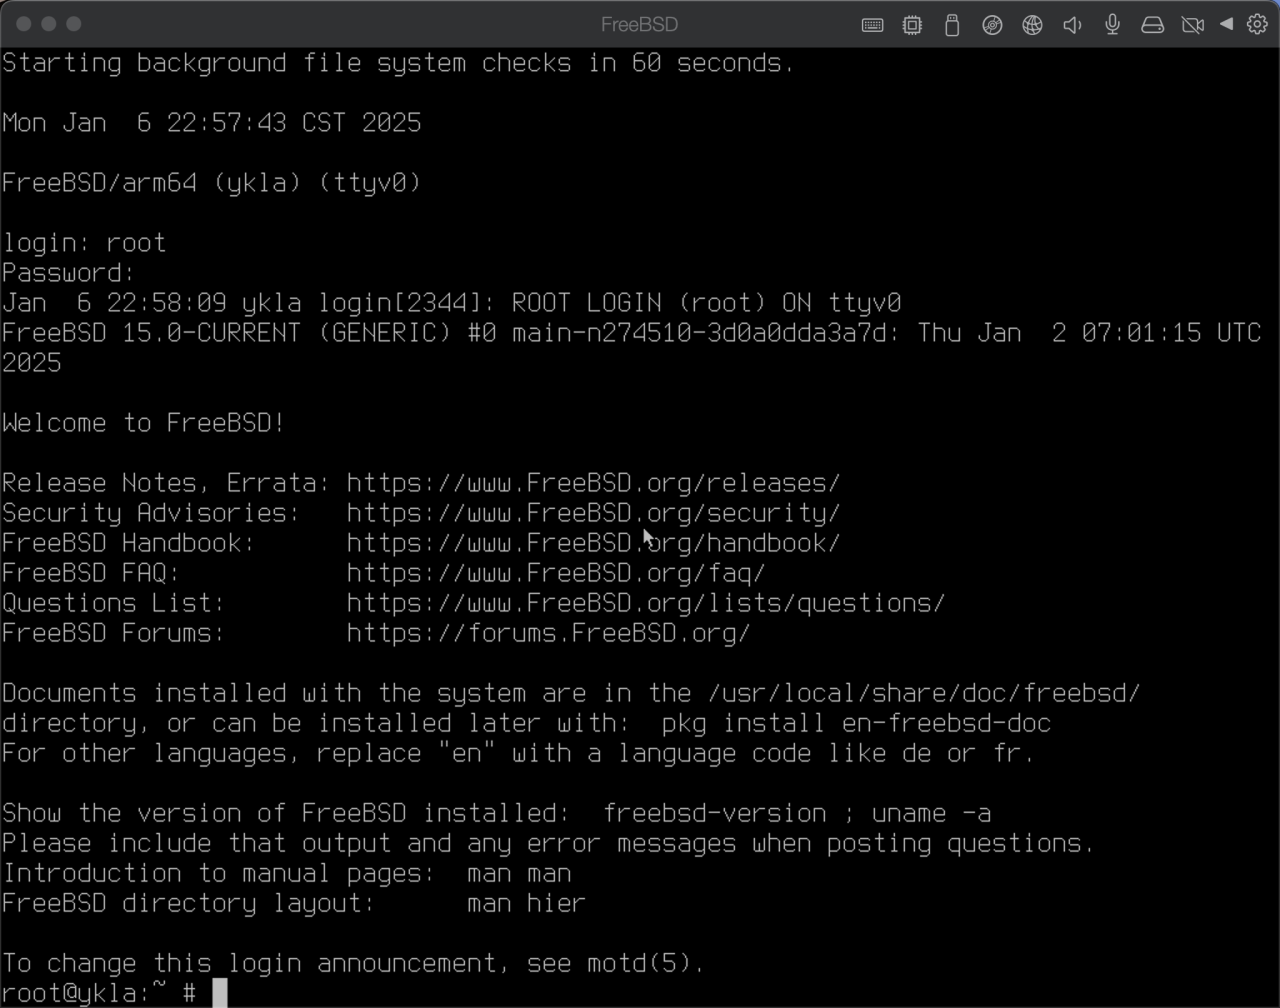 FreeBSD
Starting background file system checks in 60 seconds.
Mon Jan  6 22:57:43 CST 2025
FreeBSD/arm64 (ykla) (ttyv0)
login: root
Password:
Jan  6 22:58:09 ykla login[2344]: ROOT LOGIN (root) ON ttyv0
FreeBSD 15.0-CURRENT (GENERIC) #0 main-n274510-3d0a0dda3a7d: Thu Jan  2 07:01:15 UTC
2025
Welcome to FreeBSD!
Release Notes, Errata: https://www.FreeBSD.org/releases/
Security Advisories:   https://www.FreeBSD.org/security/
FreeBSD Handbook:      https://www.FreeBSD.org/handbook/
FreeBSD FAQ:           https://www.FreeBSD.org/faq/
Questions List:        https://www.FreeBSD.org/lists/questions/
FreeBSD Forums:        https://forums.FreeBSD.org/
Documents installed with the system are in the /usr/local/share/doc/freebsd/
directory, or can be installed later with:  pkg install en-freebsd-doc
For other languages, replace "en" with a language code like de or fr.
Show the version of FreeBSD installed:  freebsd-version ; uname -a
Please include that output and any error messages when posting questions.
Introduction to manual pages:  man man
FreeBSD directory layout:      man hier
To change this login announcement, see motd(5).
root@ykla:~ #